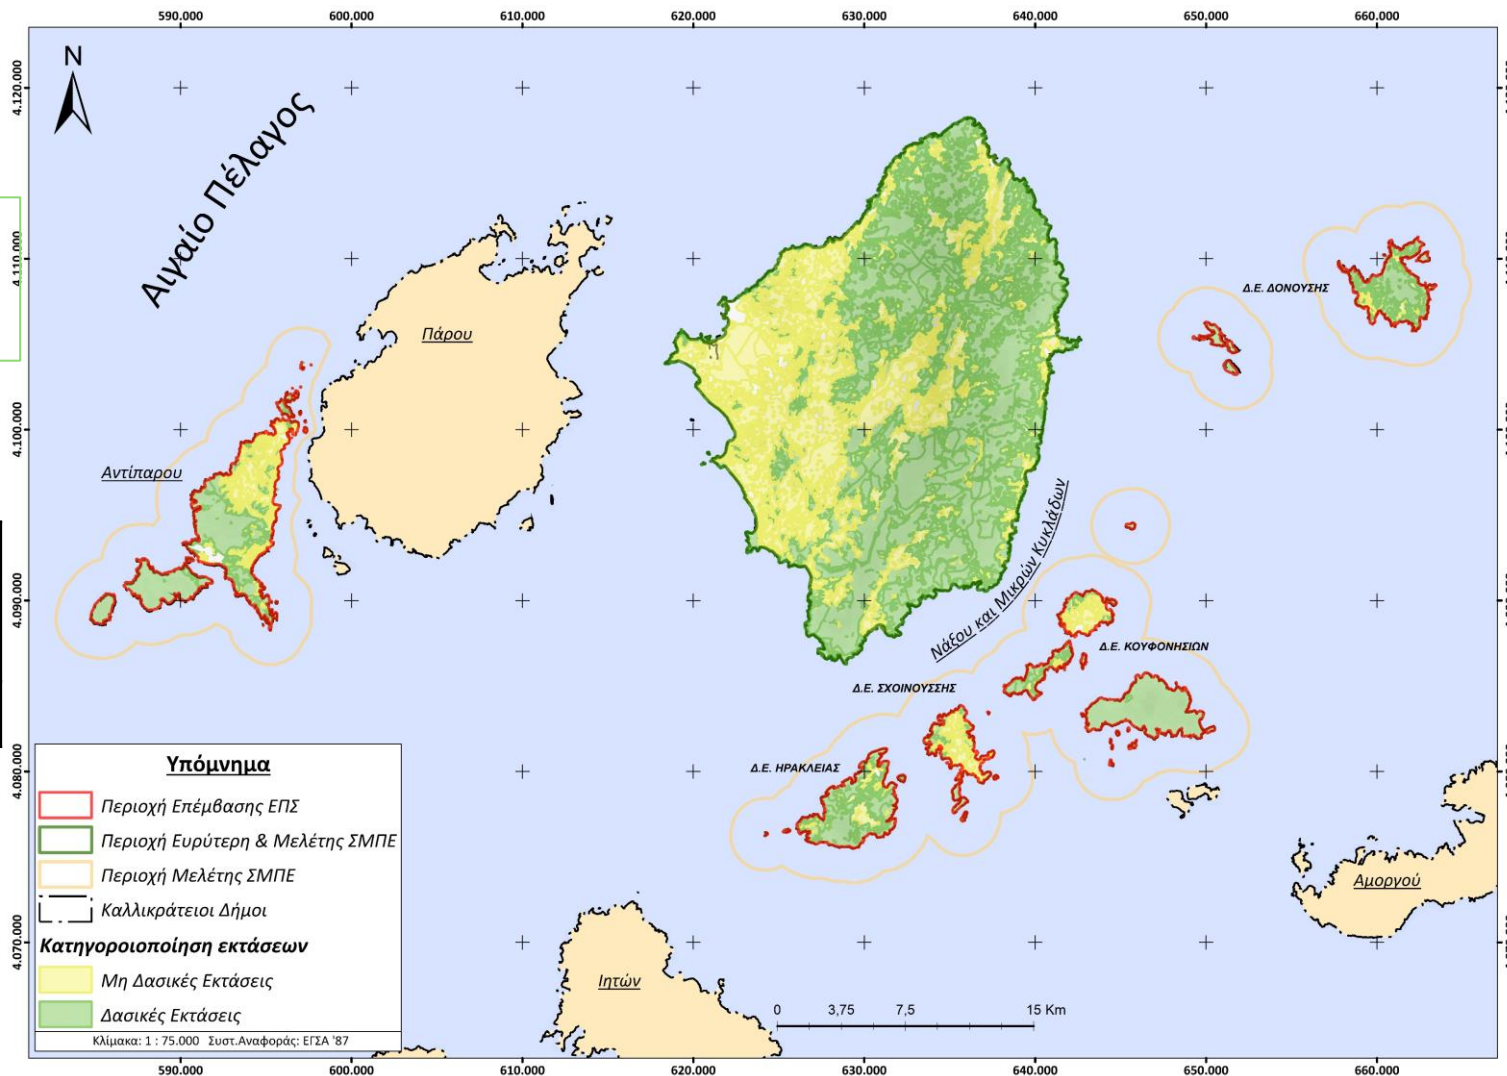 590.000 600.000 610.000 620.000 630.000 640.000 650.000 660.000
N
4.120.000
4.110.000
4.100.000
4.090.000
4.080.000
4.070.000
Αιγαίο Πέλαγος
Πάρου
Αντίπαρου
Δ.Ε. ΔΟΝΟΥΣΗΣ
Νάξου και Μικρών Κυκλάδων
Δ.Ε. ΚΟΥΦΟΝΗΣΙΩΝ
Δ.Ε. ΣΧΟΙΝΟΥΣΣΗΣ
Δ.Ε. ΗΡΑΚΛΕΙΑΣ
Αμοργού
Ιητών
0 3,75 7,5 15 Km
Υπόμνημα
Περιοχή Επέμβασης ΕΠΣ
Περιοχή Ευρύτερη & Μελέτης ΣΜΠΕ
Περιοχή Μελέτης ΣΜΠΕ
Καλλικράτειοι Δήμοι
Κατηγοροιοποίηση εκτάσεων
Μη Δασικές Εκτάσεις
Δασικές Εκτάσεις
Κλίμακα: 1 : 75.000 Συστ.Αναφοράς: ΕΓΣΑ '87
590.000 600.000 610.000 620.000 630.000 640.000 650.000 660.000